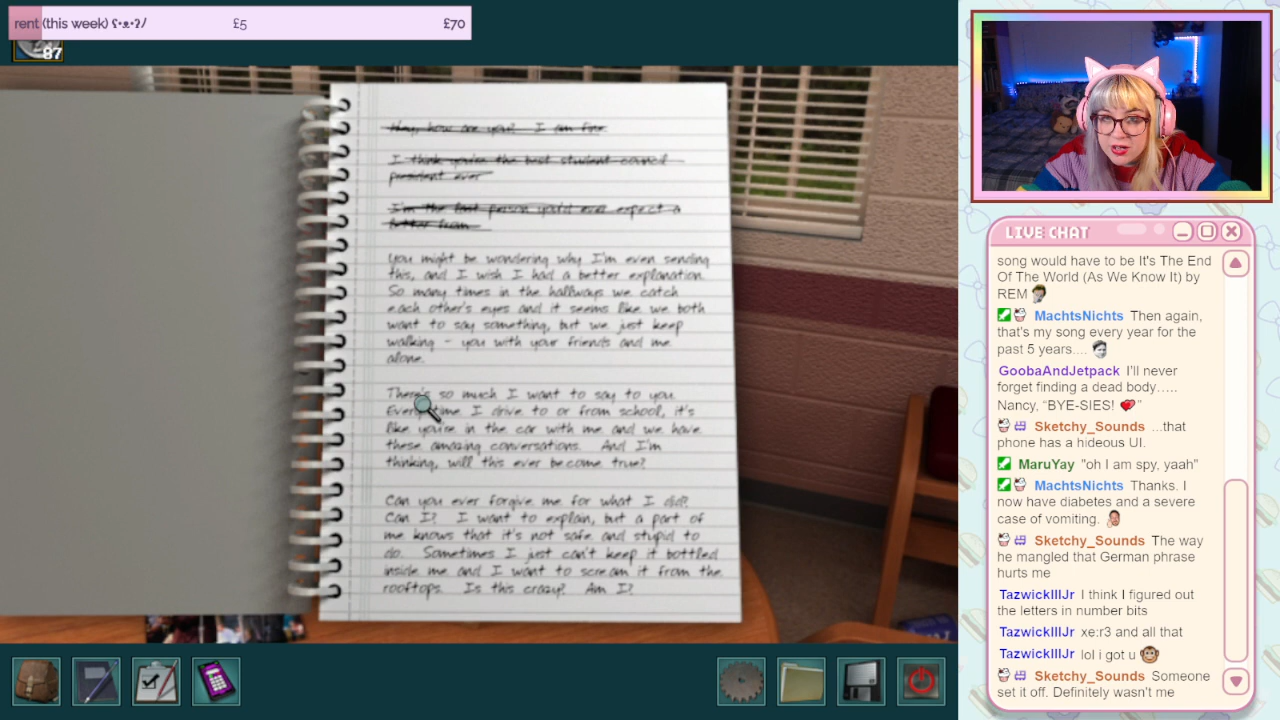 rent (this week) ʕ•ᴥ•ʔﾉ £5 £70
87
Hey, how are you? I am fine
I think you're the best student council
president ever
I'm the last person you'd ever expect a
letter from
You might be wondering why I'm even sending
this, and I wish I had a better explanation.
So many times in the hallways we catch
each other's eyes and it seems like we both
want to say something, but we just keep
walking - you with your friends and me
alone.
There's so much I want to say to you.
Every time I drive to or from school, it's
like you're in the car with me and we have
these amazing conversations. And I'm
thinking, will this ever become true?
Can you ever forgive me for what I did?
Can I? I want to explain, but a part of
me knows that it's not safe and stupid to
do. Sometimes I just can't keep it bottled
inside me and I want to scream it from the
rooftops. Is this crazy? Am I?
LIVE CHAT
song would have to be It's The End
Of The World (As We Know It) by
REM
MachtsNichts Then again,
that's my song every year for the
past 5 years....
GoobaAndJetpack I'll never
forget finding a dead body…..
Nancy, “BYE-SIES! ❤️”
Sketchy_Sounds ...that
phone has a hideous UI.
MaruYay "oh I am spy, yaah"
MachtsNichts Thanks. I
now have diabetes and a severe
case of vomiting.
Sketchy_Sounds The way
he mangled that German phrase
hurts me
TazwickIIIJr I think I figured out
the letters in number bits
TazwickIIIJr xe:r3 and all that
TazwickIIIJr lol i got u
Sketchy_Sounds Someone
set it off. Definitely wasn't me